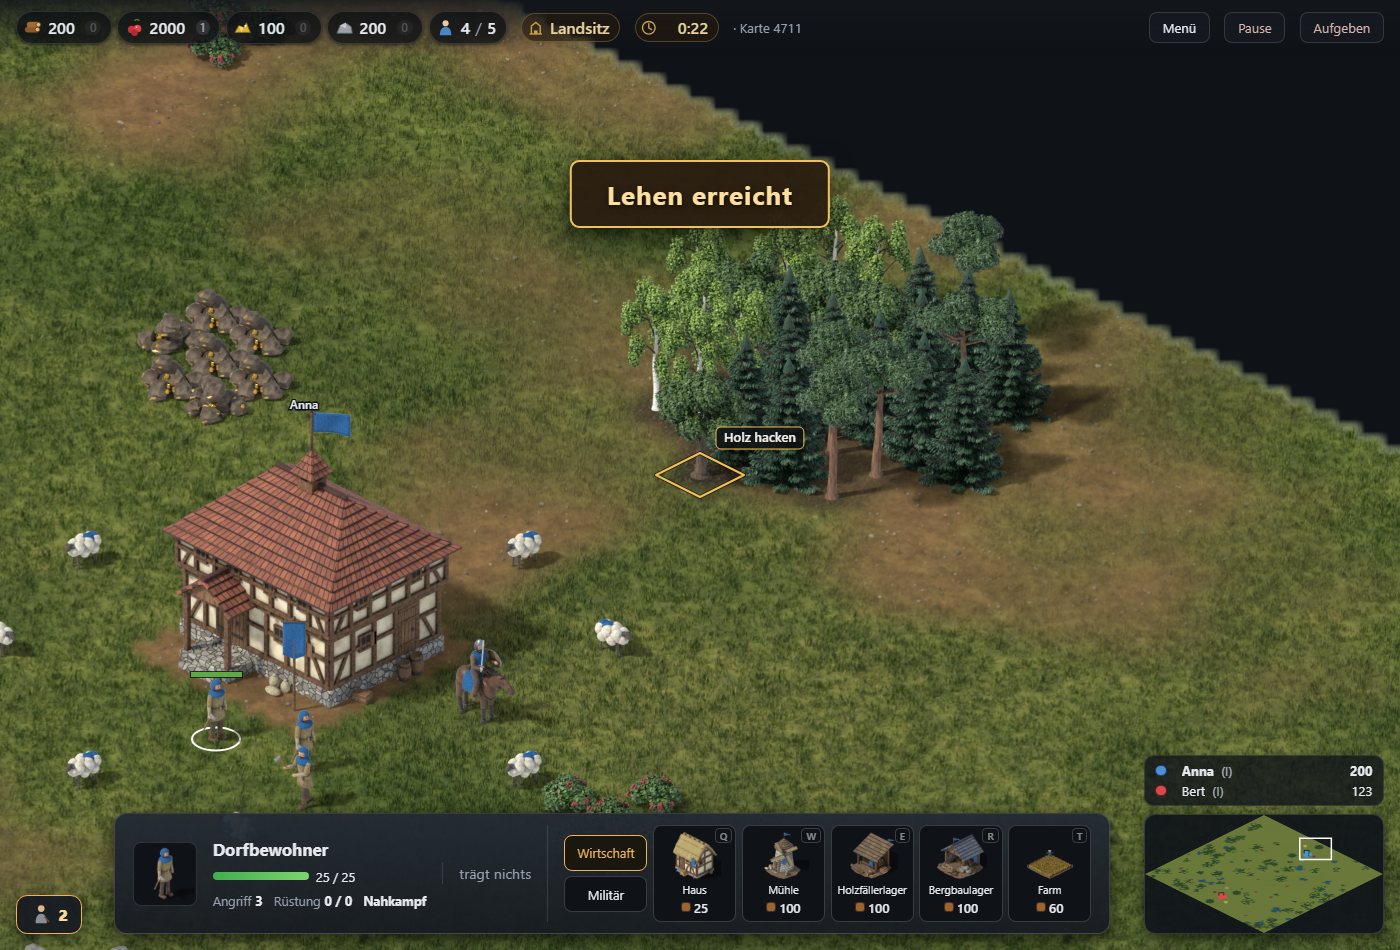 200 0
2000 1
100 0
200 0
4 / 5
Landsitz
0:22
· Karte 4711
Menü
Pause
Aufgeben
Lehen erreicht
Anna
Holz hacken
Anna (I) 200
Bert (I) 123
Dorfbewohner
25 / 25
Angriff 3 Rüstung 0 / 0 Nahkampf
trägt nichts
Wirtschaft
Militär
Q
Haus
25
W
Mühle
100
E
Holzfällerlager
100
R
Bergbaulager
100
T
Farm
60
2